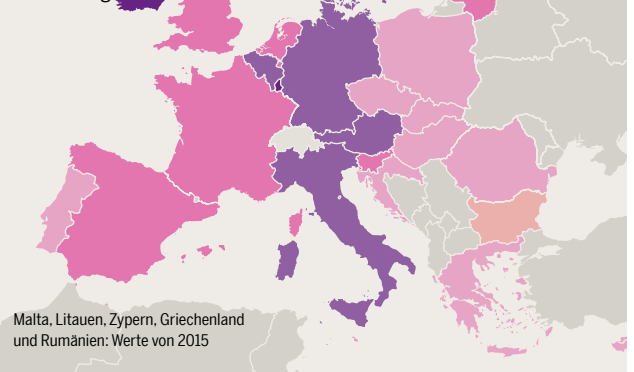 Malta, Litauen, Zypern, Griechenland
und Rumänien: Werte von 2015